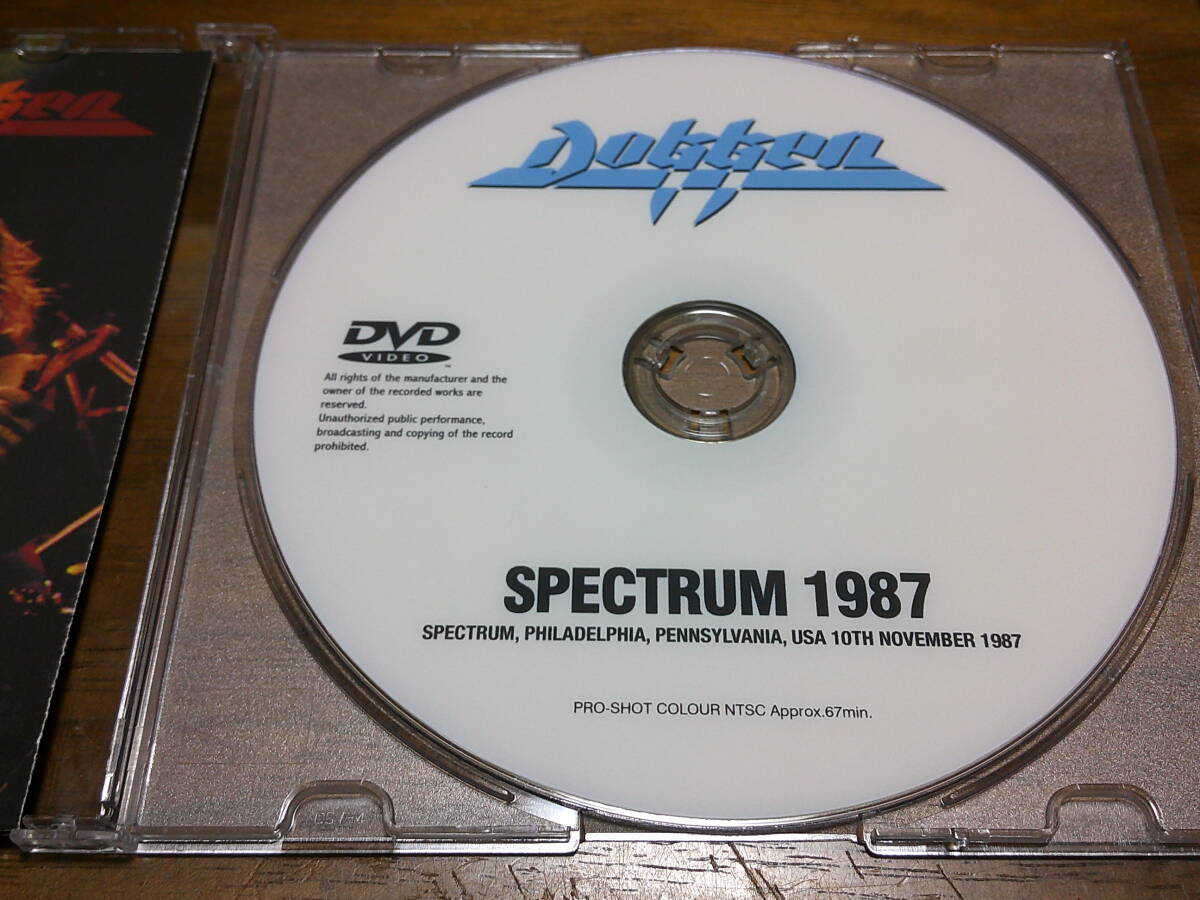 Dokken
DVD
VIDEO
™
All rights of the manufacturer and the
owner of the recorded works are
reserved.
Unauthorized public performance,
broadcasting and copying of the record
prohibited.
SPECTRUM 1987
SPECTRUM, PHILADELPHIA, PENNSYLVANIA, USA 10TH NOVEMBER 1987
PRO-SHOT COLOUR NTSC Approx.67min.